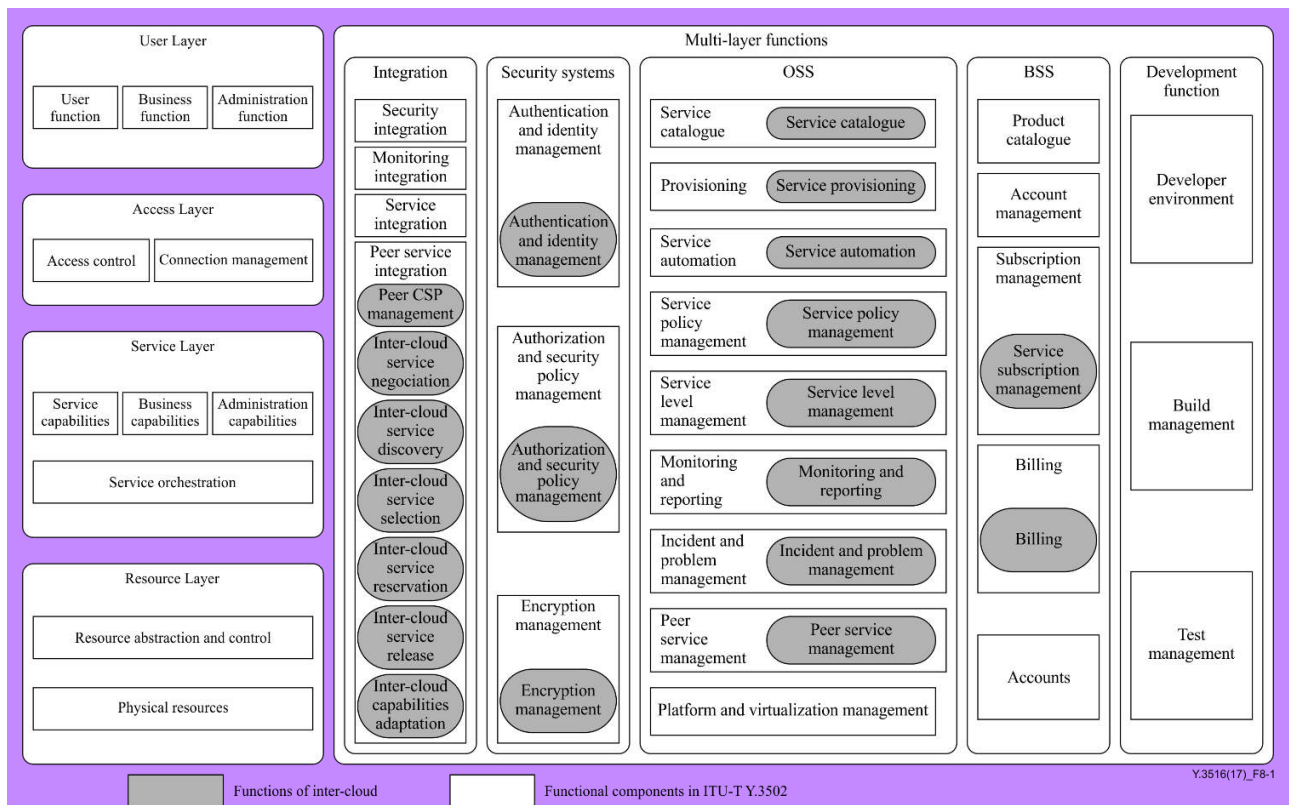 User Layer
User
function
Business
function
Administration
function
Access Layer
Access control
Connection management
Service Layer
Service
capabilities
Business
capabilities
Administration
capabilities
Service orchestration
Resource Layer
Resource abstraction and control
Physical resources
Multi-layer functions
Integration
Security
integration
Monitoring
integration
Service
integration
Peer service
integration
Peer CSP
management
Inter-cloud
service
negociation
Inter-cloud
service
discovery
Inter-cloud
service
selection
Inter-cloud
service
reservation
Inter-cloud
service
release
Inter-cloud
capabilities
adaptation
Security systems
Authentication
and identity
management
Authentication
and identity
management
Authorization
and security
policy
management
Authorization
and security
policy
management
Encryption
management
Encryption
management
OSS
Service
catalogue
Service catalogue
Provisioning
Service provisioning
Service
automation
Service automation
Service
policy
management
Service policy
management
Service
level
management
Service level
management
Monitoring
and
reporting
Monitoring and
reporting
Incident and
problem
management
Incident and problem
management
Peer
service
management
Peer service
management
Platform and virtualization management
BSS
Product
catalogue
Account
management
Subscription
management
Service
subscription
management
Billing
Billing
Accounts
Development
function
Developer
environment
Build
management
Test
management
Y.3516(17)_F8-1
Functions of inter-cloud
Functional components in ITU-T Y.3502